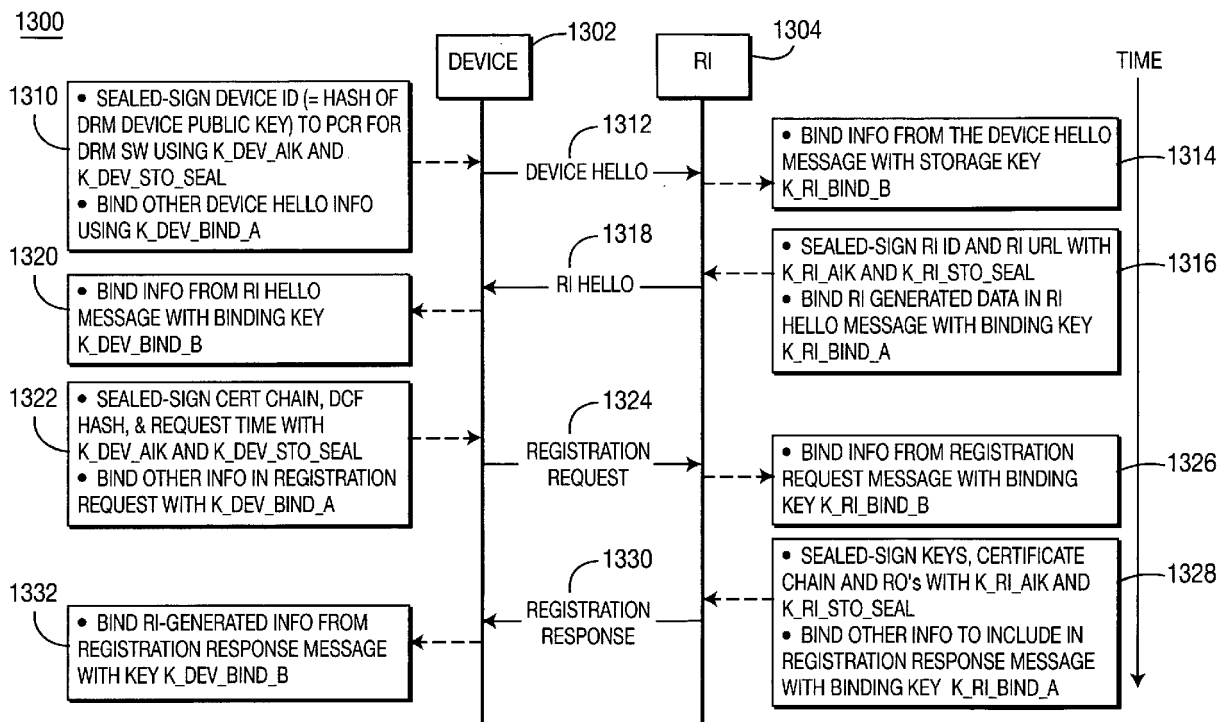 1300
1302
1304
DEVICE
RI
TIME
1310
• SEALED-SIGN DEVICE ID (= HASH OF
DRM DEVICE PUBLIC KEY) TO PCR FOR
DRM SW USING K_DEV_AIK AND
K_DEV_STO_SEAL
• BIND OTHER DEVICE HELLO INFO
USING K_DEV_BIND_A
1312
DEVICE HELLO
• BIND INFO FROM THE DEVICE HELLO
MESSAGE WITH STORAGE KEY
K_RI_BIND_B
1314
• SEALED-SIGN RI ID AND RI URL WITH
K_RI_AIK AND K_RI_STO_SEAL
• BIND RI GENERATED DATA IN RI
HELLO MESSAGE WITH BINDING KEY
K_RI_BIND_A
1316
1318
RI HELLO
1320
• BIND INFO FROM RI HELLO
MESSAGE WITH BINDING KEY
K_DEV_BIND_B
1322
• SEALED-SIGN CERT CHAIN, DCF
HASH, & REQUEST TIME WITH
K_DEV_AIK AND K_DEV_STO_SEAL
• BIND OTHER INFO IN REGISTRATION
REQUEST WITH K_DEV_BIND_A
1324
REGISTRATION
REQUEST
• BIND INFO FROM REGISTRATION
REQUEST MESSAGE WITH BINDING
KEY K_RI_BIND_B
1326
• SEALED-SIGN KEYS, CERTIFICATE
CHAIN AND RO's WITH K_RI_AIK AND
K_RI_STO_SEAL
• BIND OTHER INFO TO INCLUDE IN
REGISTRATION RESPONSE MESSAGE
WITH BINDING KEY K_RI_BIND_A
1328
1330
REGISTRATION
RESPONSE
1332
• BIND RI-GENERATED INFO FROM
REGISTRATION RESPONSE MESSAGE
WITH KEY K_DEV_BIND_B